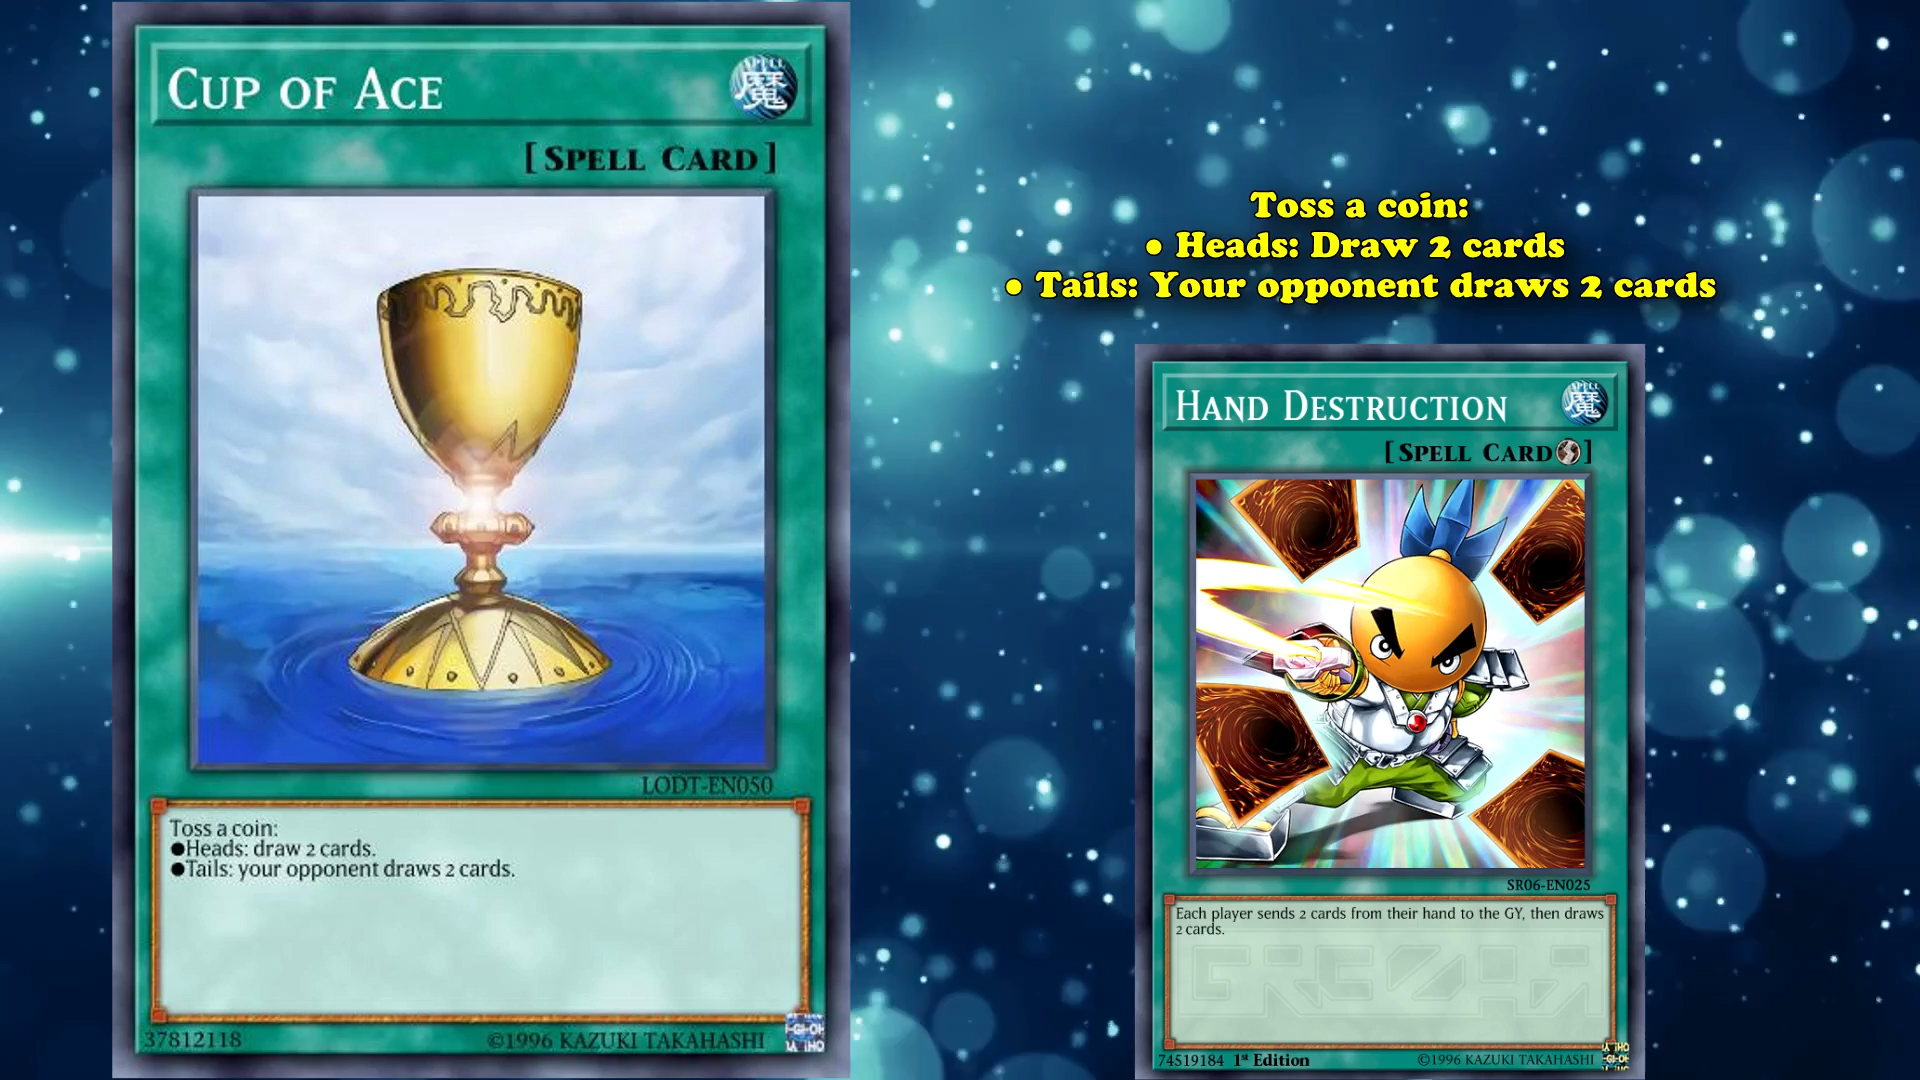 CUP OF ACE
SPELL
魔
[SPELL CARD]
LODT-EN050
Toss a coin:
●Heads: draw 2 cards.
●Tails: your opponent draws 2 cards.
37812118
©1996 KAZUKI TAKAHASHI
Toss a coin:
● Heads: Draw 2 cards
● Tails: Your opponent draws 2 cards
HAND DESTRUCTION
SPELL
魔
[SPELL CARD]
SR06-EN025
Each player sends 2 cards from their hand to the GY, then draws
2 cards.
74519184 1st Edition
©1996 KAZUKI TAKAHASHI